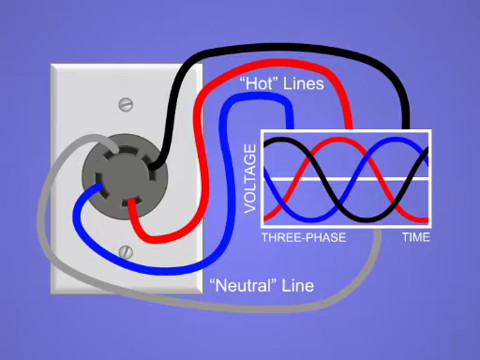 “Hot” Lines
VOLTAGE
THREE-PHASE
TIME
“Neutral” Line